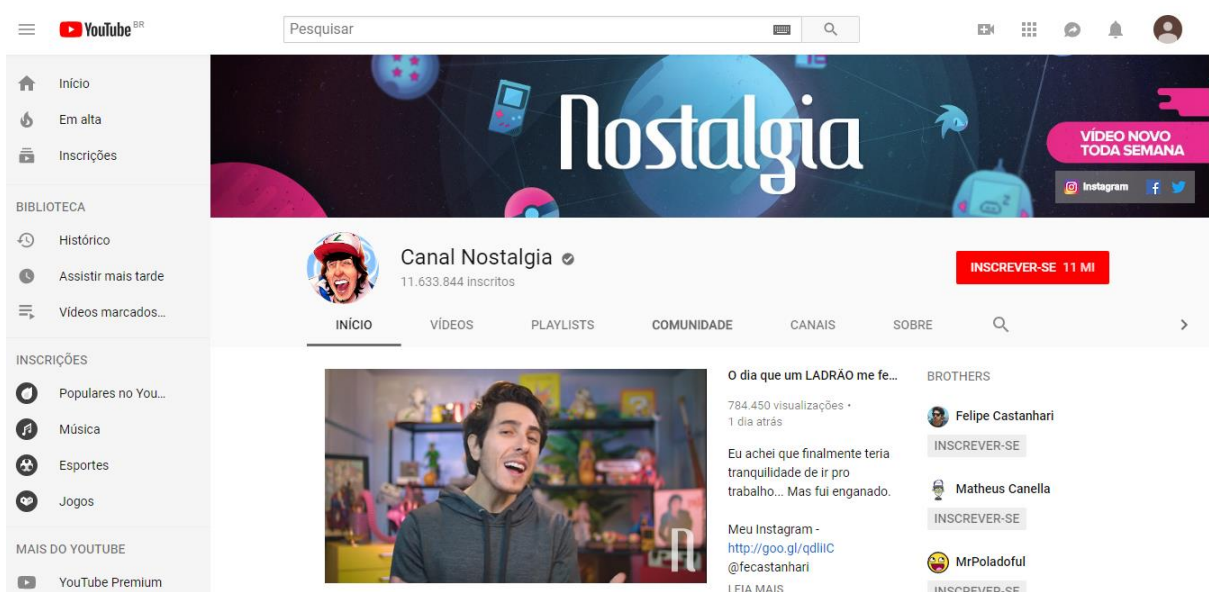 YouTube BR
Pesquisar
Início
Em alta
Inscrições
BIBLIOTECA
Histórico
Assistir mais tarde
Vídeos marcados...
INSCRIÇÕES
Populares no You...
Música
Esportes
Jogos
MAIS DO YOUTUBE
YouTube Premium
Nostalgia
VÍDEO NOVO
TODA SEMANA
Instagram
Canal Nostalgia
11.633.844 inscritos
INSCREVER-SE 11 MI
INÍCIO VÍDEOS PLAYLISTS COMUNIDADE CANAIS SOBRE
O dia que um LADRÃO me fe...
784.450 visualizações •
1 dia atrás
Eu achei que finalmente teria
tranquilidade de ir pro
trabalho... Mas fui enganado.
Meu Instagram -
http://goo.gl/qdliIC
@fecastanhari
LEIA MAIS
BROTHERS
Felipe Castanhari
INSCREVER-SE
Matheus Canella
INSCREVER-SE
MrPoladoful
INSCREVER-SE